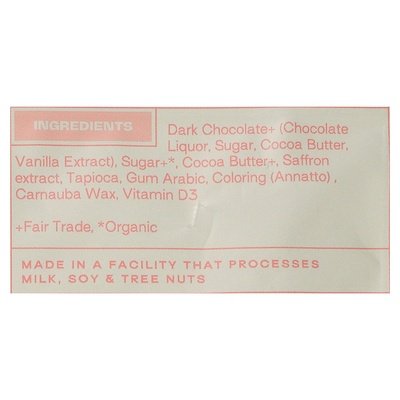 INGREDIENTS
Dark Chocolate+ (Chocolate
Liquor, Sugar, Cocoa Butter,
Vanilla Extract), Sugar+*, Cocoa Butter+, Saffron
extract, Tapioca, Gum Arabic, Coloring (Annatto) ,
Carnauba Wax, Vitamin D3
+Fair Trade, *Organic
MADE IN A FACILITY THAT PROCESSES
MILK, SOY & TREE NUTS